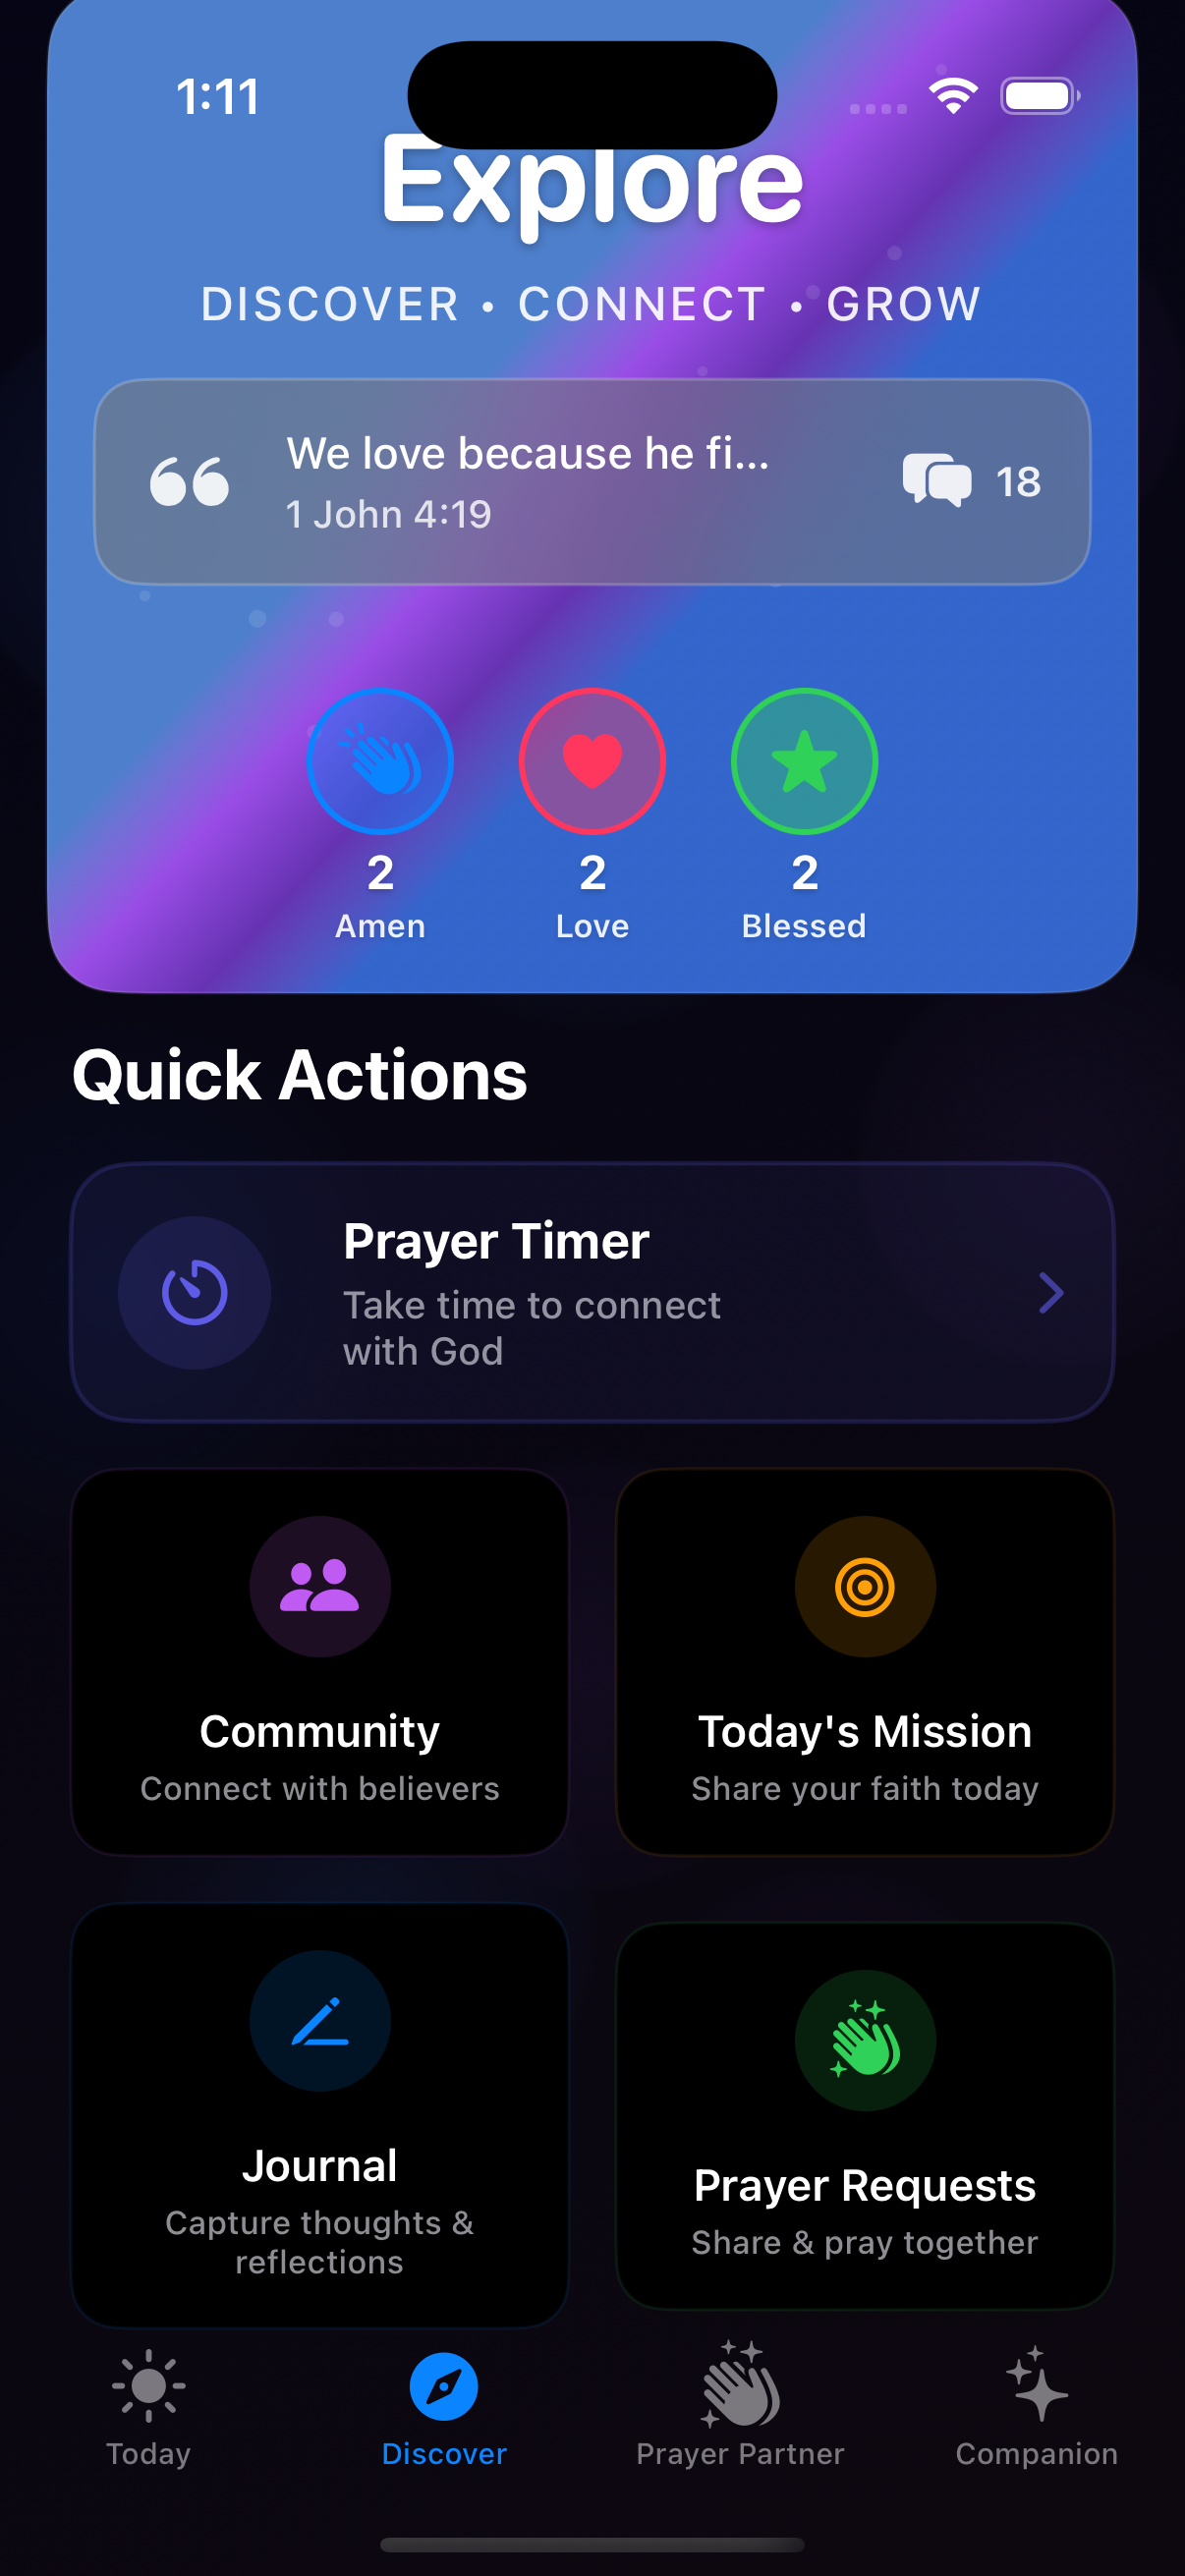 1:11
Explore
DISCOVER • CONNECT • GROW
We love because he fi...
1 John 4:19
18
2
Amen
2
Love
2
Blessed
Quick Actions
Prayer Timer
Take time to connect
with God
Community
Connect with believers
Today's Mission
Share your faith today
Journal
Capture thoughts &
reflections
Prayer Requests
Share & pray together
Today
Discover
Prayer Partner
Companion